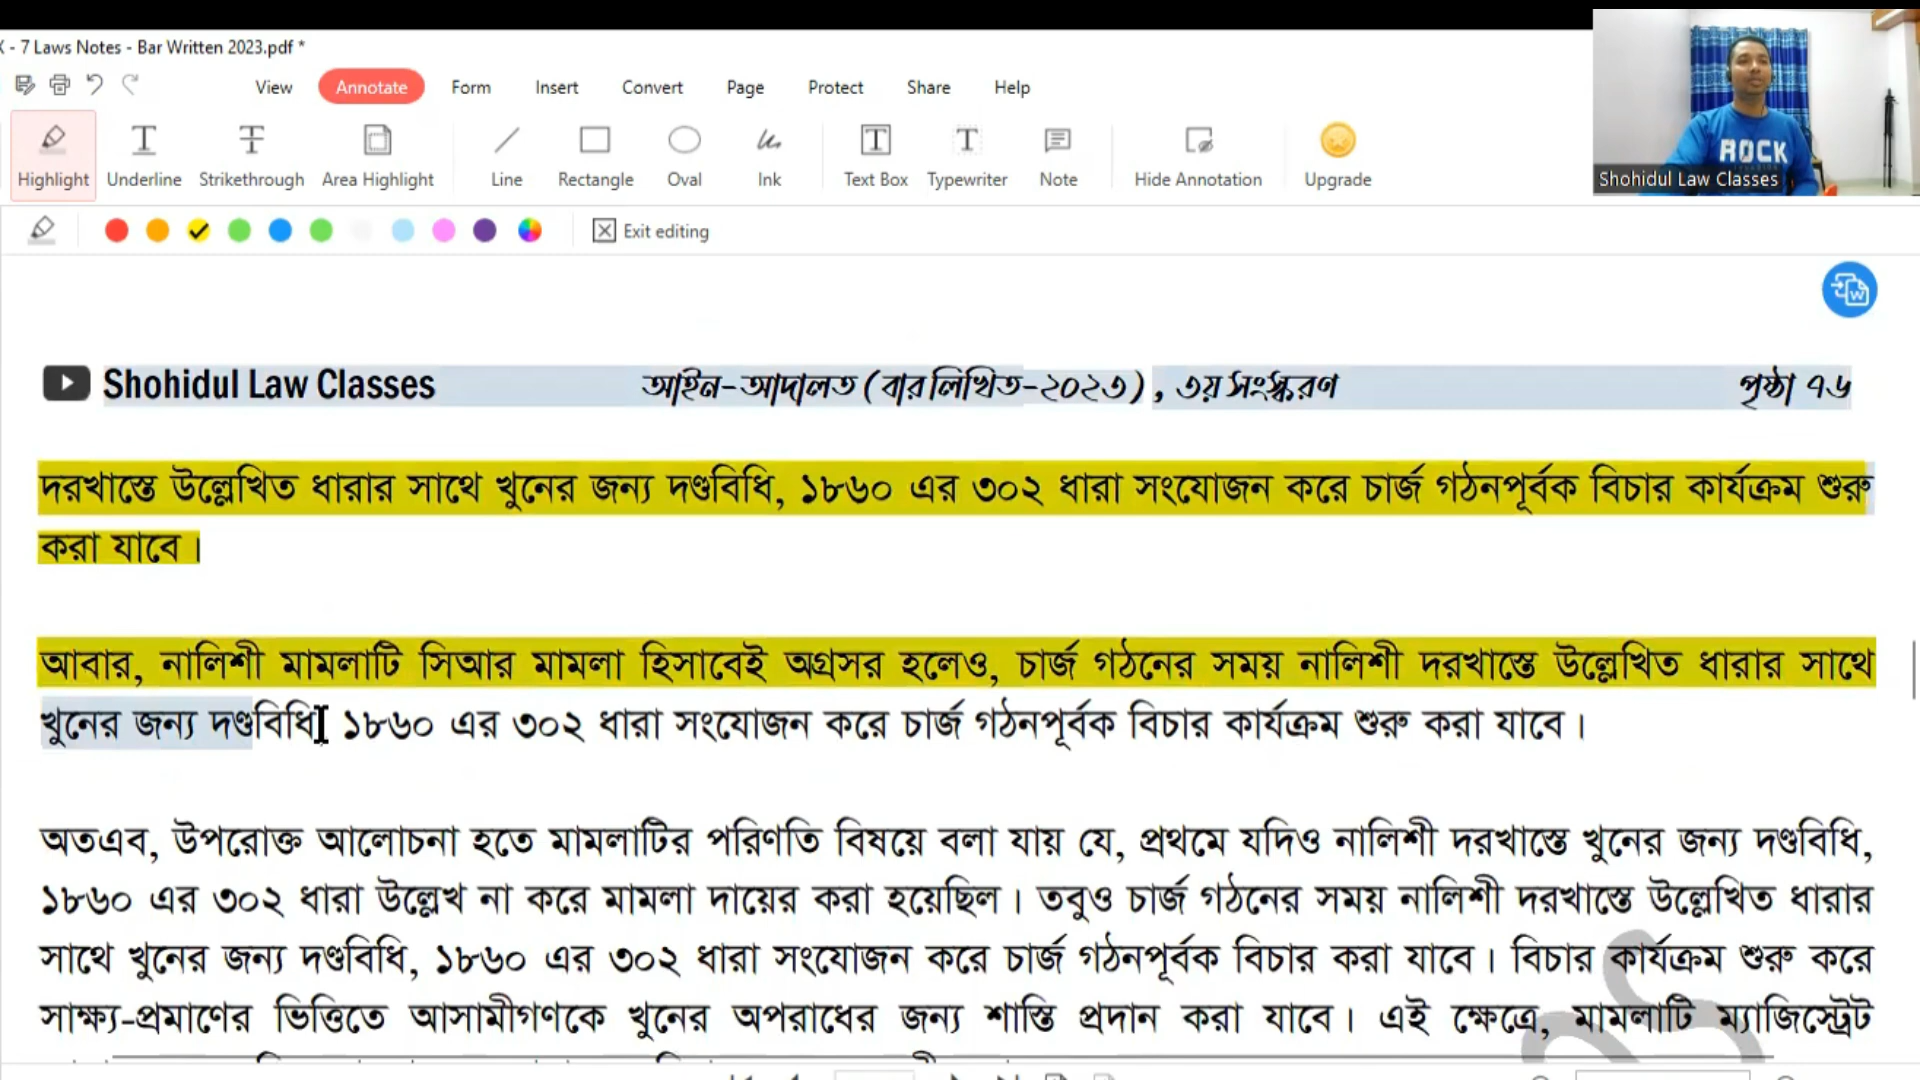 - 7 Laws Notes - Bar Written 2023.pdf *
View Annotate Form Insert Convert Page Protect Share Help
Highlight Underline Strikethrough Area Highlight Line Rectangle Oval Ink Text Box Typewriter Note Hide Annotation Upgrade
ROCK
Shohidul Law Classes
Exit editing
Shohidul Law Classes আইন-আদালত (বার লিখিত-২০২৩), ৩য় সংস্করণ পৃষ্ঠা ৭৬
দরখাস্তে উল্লেখিত ধারার সাথে খুনের জন্য দণ্ডবিধি, ১৮৬০ এর ৩০২ ধারা সংযোজন করে চার্জ গঠনপূর্বক বিচার কার্যক্রম শুরু
করা যাবে।
আবার, নালিশী মামলাটি সিআর মামলা হিসাবেই অগ্রসর হলেও, চার্জ গঠনের সময় নালিশী দরখাস্তে উল্লেখিত ধারার সাথে
খুনের জন্য দণ্ডবিধি ১৮৬০ এর ৩০২ ধারা সংযোজন করে চার্জ গঠনপূর্বক বিচার কার্যক্রম শুরু করা যাবে।
অতএব, উপরোক্ত আলোচনা হতে মামলাটির পরিণতি বিষয়ে বলা যায় যে, প্রথমে যদিও নালিশী দরখাস্তে খুনের জন্য দণ্ডবিধি,
১৮৬০ এর ৩০২ ধারা উল্লেখ না করে মামলা দায়ের করা হয়েছিল। তবুও চার্জ গঠনের সময় নালিশী দরখাস্তে উল্লেখিত ধারার
সাথে খুনের জন্য দণ্ডবিধি, ১৮৬০ এর ৩০২ ধারা সংযোজন করে চার্জ গঠনপূর্বক বিচার করা যাবে। বিচার কার্যক্রম শুরু করে
সাক্ষ্য-প্রমাণের ভিত্তিতে আসামীগণকে খুনের অপরাধের জন্য শাস্তি প্রদান করা যাবে। এই ক্ষেত্রে, মামলাটি ম্যাজিস্ট্রেট